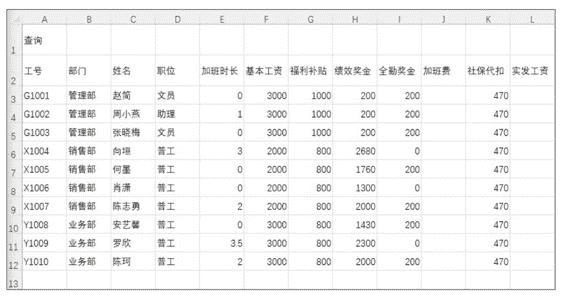 A B C D E F G H I J K L
1 查询
2 工号 部门 姓名 职位 加班时长 基本工资 福利补贴 绩效奖金 全勤奖金 加班费 社保代扣 实发工资
3 G1001 管理部 赵简 文员 0 3000 1000 200 200 470
4 G1002 管理部 周小燕 助理 1 3000 1000 200 200 470
5 G1003 管理部 张晓梅 文员 0 3000 1000 200 200 470
6 X1004 销售部 向垣 普工 3 2000 800 2680 0 470
7 X1005 销售部 何墨 普工 0 2000 800 1760 200 470
8 X1006 销售部 肖潇 普工 0 2000 800 1300 0 470
9 X1007 销售部 陈志勇 普工 2 2000 800 2000 200 470
10 Y1008 业务部 安艺馨 普工 0 3000 800 1430 200 470
11 Y1009 业务部 罗欣 普工 3.5 3000 800 2300 0 470
12 Y1010 业务部 陈珂 普工 2 3000 800 2000 200 470
13